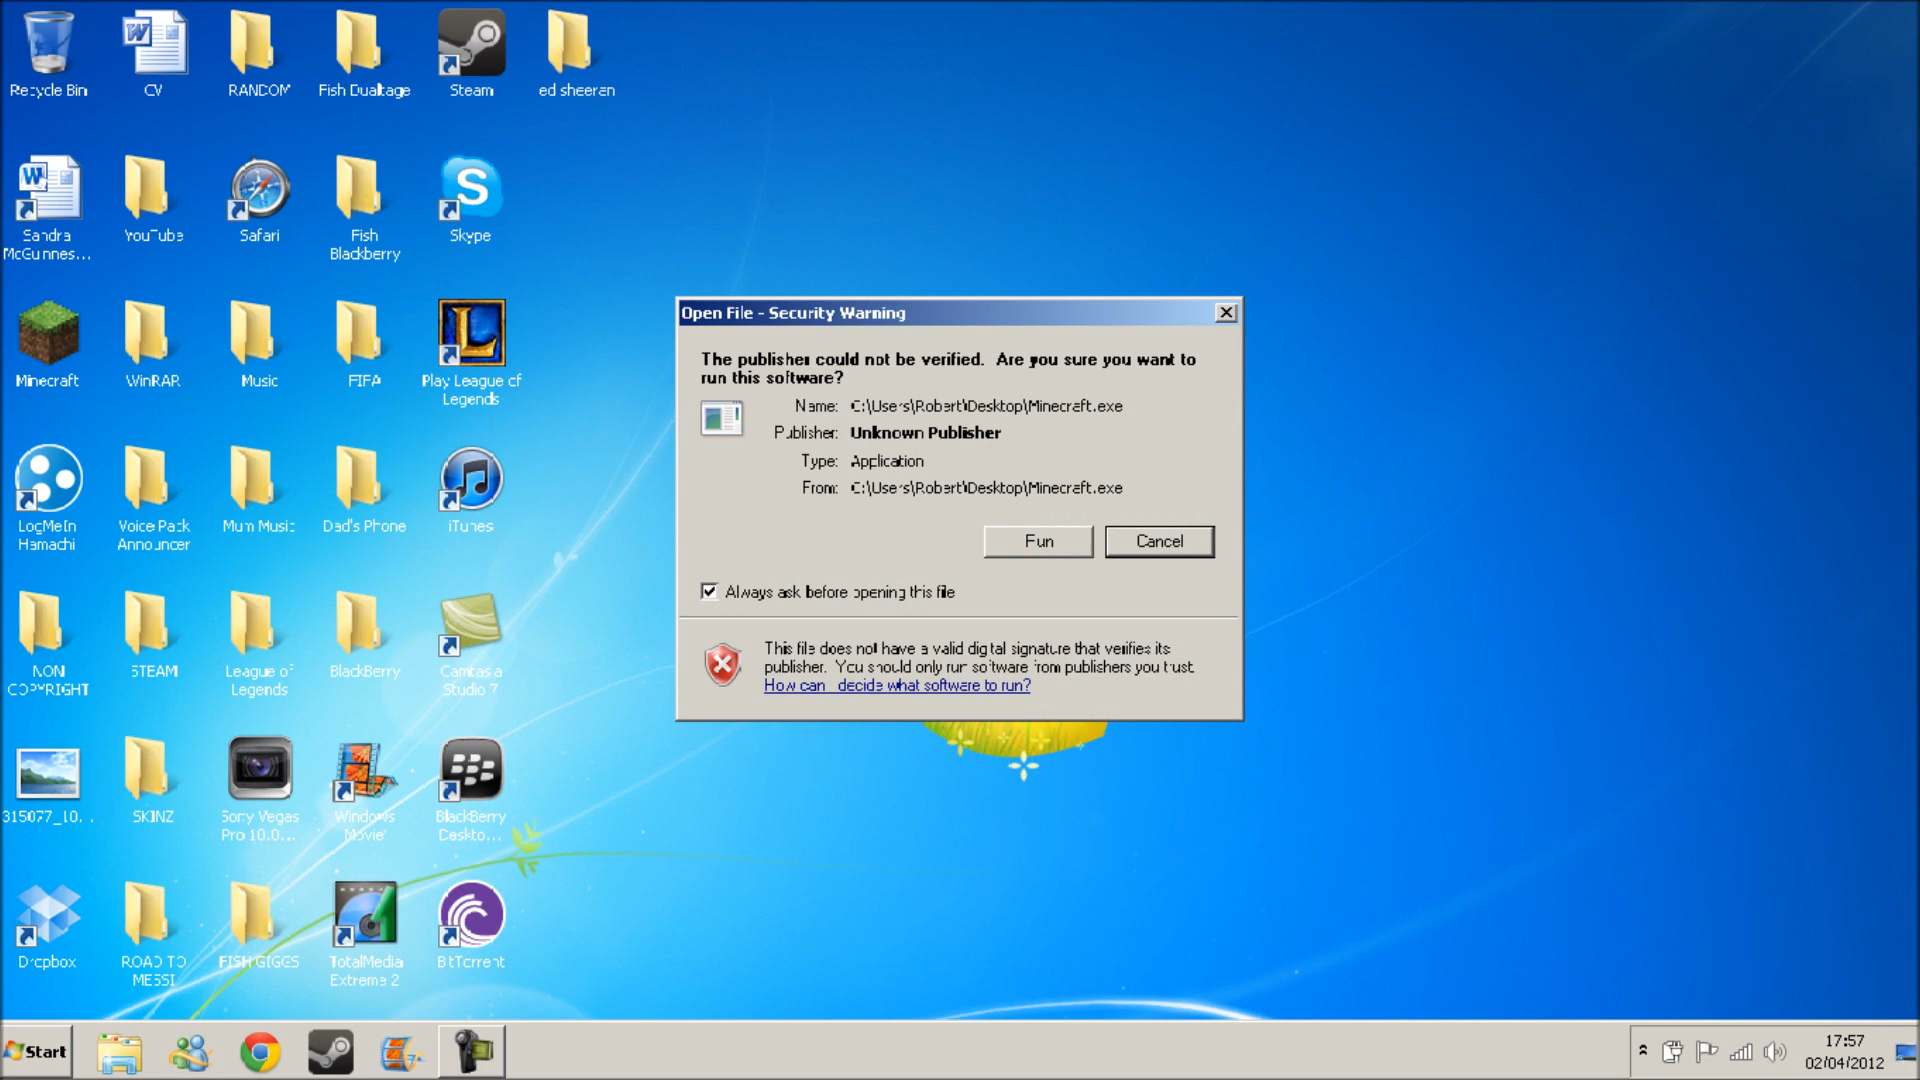 Recycle Bin
CV
RANDOM
Fish Dualtage
Steam
ed sheeran
Sandra
McGuinnes...
YouTube
Safari
Fish
Blackberry
Skype
Minecraft
WinRAR
Music
FIFA
Play League of
Legends
LogMeIn
Hamachi
Voice Pack
Announcer
Mum Music
Dad's Phone
iTunes
NON
COPYRIGHT
STEAM
League of
Legends
BlackBerry
Camtasia
Studio 7
315077_10...
SKINZ
Sony Vegas
Pro 10.0...
Windows
Movie
BlackBerry
Deskto...
Dropbox
ROAD TO
MESSI
FISH GIGGS
TotalMedia
Extreme 2
BitTorrent
Open File - Security Warning
The publisher could not be verified. Are you sure you want to
run this software?
Name: C:\Users\Robert\Desktop\Minecraft.exe
Publisher: Unknown Publisher
Type: Application
From: C:\Users\Robert\Desktop\Minecraft.exe
Run
Cancel
Always ask before opening this file
This file does not have a valid digital signature that verifies its
publisher. You should only run software from publishers you trust.
How can I decide what software to run?
Start
17:57
02/04/2012